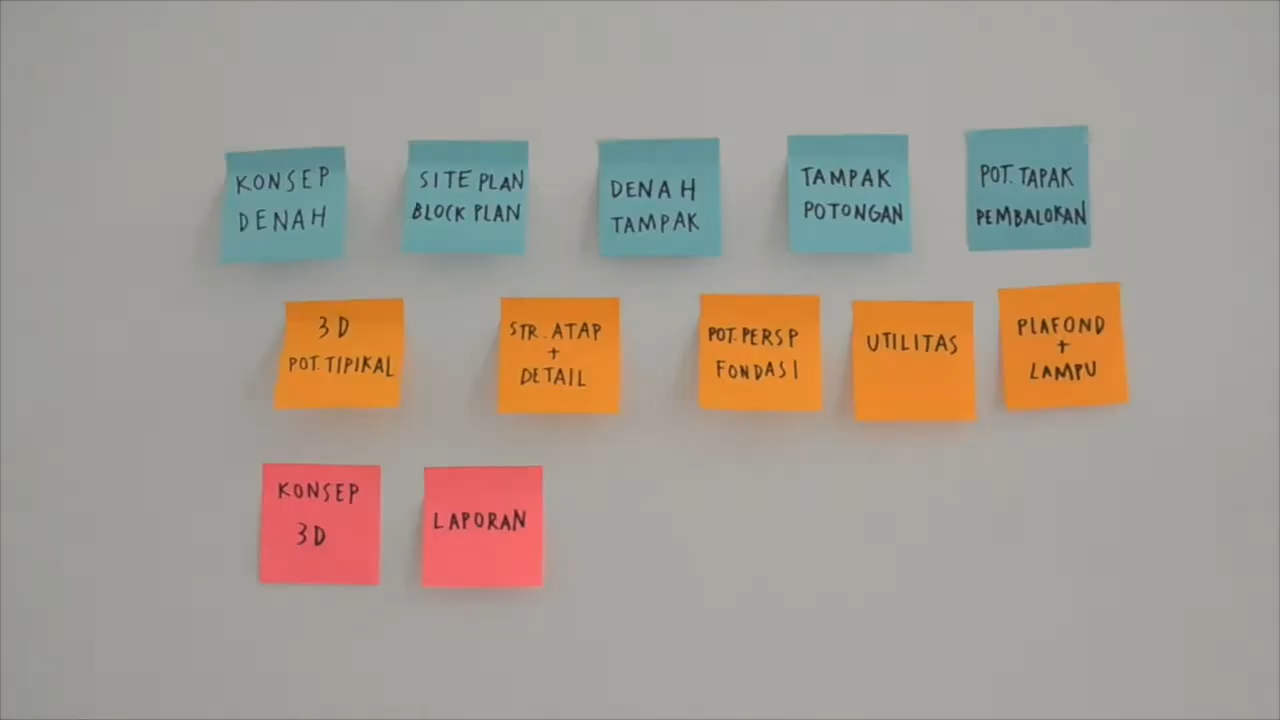 KONSEP
DENAH
SITE PLAN
BLOCK PLAN
DENAH
TAMPAK
TAMPAK
POTONGAN
POT. TAPAK
PEMBALOKAN
3D
POT. TIPIKAL
STR. ATAP
+
DETAIL
POT. PERSP
FONDASI
UTILITAS
PLAFOND
+
LAMPU
KONSEP
3D
LAPORAN